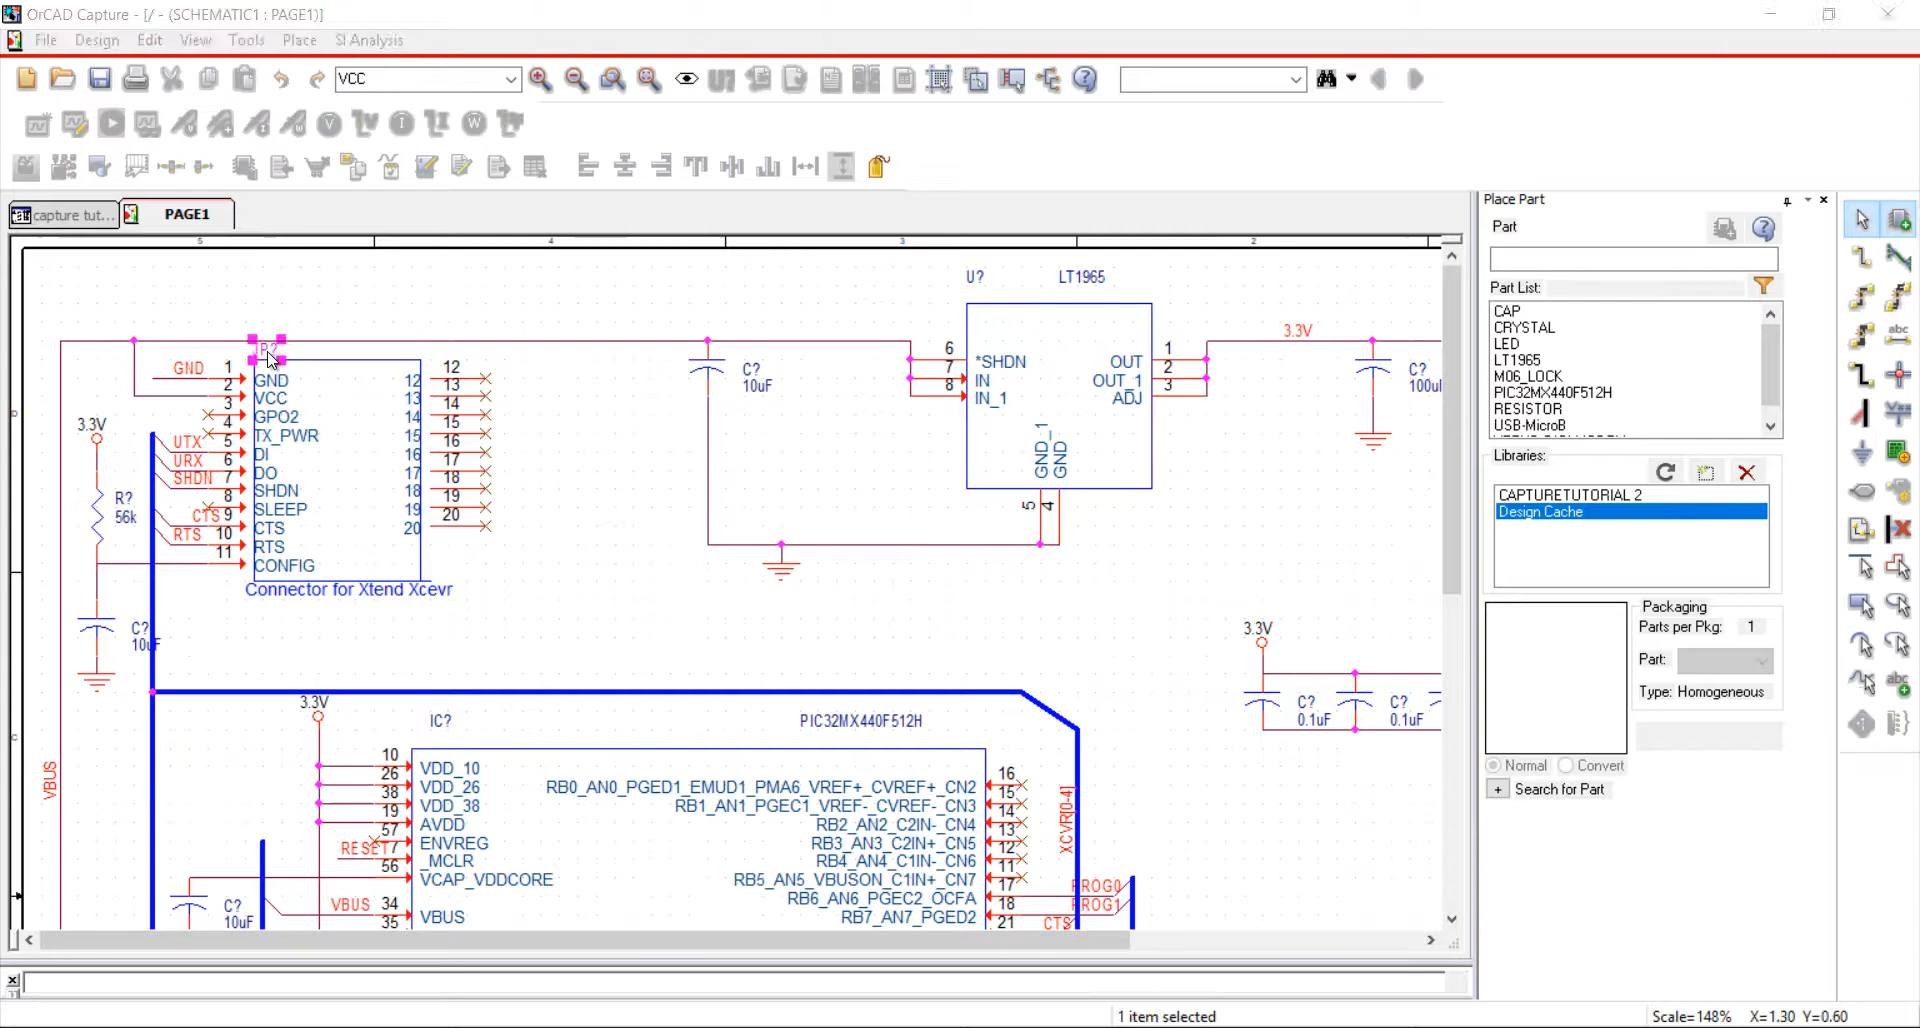 OrCAD Capture - [/ - (SCHEMATIC1 : PAGE1)]
File Design Edit View Tools Place SI Analysis
VCC
capture tut... PAGE1
Place Part
Part
Part List:
CAP
CRYSTAL
LED
LT1965
M06_LOCK
PIC32MX440F512H
RESISTOR
USB-MicroB
Libraries:
CAPTURETUTORIAL 2
Design Cache
Packaging
Parts per Pkg: 1
Part:
Type: Homogeneous
Normal Convert
+ Search for Part
5 4 3 2
D
C
U? LT1965
6 *SHDN OUT 1
7 IN OUT_1 2
8 IN_1 ADJ 3
GND_1
GND
5 4
3.3V
C?
10uF
C?
GND 1 GND 12 12
2 VCC 13 13
3 GPO2 14 14
4 TX_PWR 15 15
UTX 5 DI 16 16
URX 6 DO 17 17
SHDN 7 SHDN 18 18
8 SLEEP 19 19
CTS 9 CTS 20 20
RTS 10 RTS
11 CONFIG
Connector for Xtend Xcevr
3.3V
R?
56k
C?
10uF
3.3V
C?
0.1uF
C?
0.1uF
VBUS
3.3V
IC? PIC32MX440F512H
10 VDD_10
26 VDD_26
38 VDD_38
19 AVDD
57 ENVREG
RESET 7 _MCLR
56 VCAP_VDDCORE
VBUS 34 VBUS
35
RB0_AN0_PGED1_EMUD1_PMA6_VREF+_CVREF+_CN2 16
RB1_AN1_PGEC1_VREF-_CVREF-_CN3 15
RB2_AN2_C2IN-_CN4 14
RB3_AN3_C2IN+_CN5 13
RB4_AN4_C1IN-_CN6 12
RB5_AN5_VBUSON_C1IN+_CN7 11
RB6_AN6_PGEC2_OCFA 17 PROG0
RB7_AN7_PGED2 18 PROG1
21 CTS
XCVR[0-4]
C?
10uF
1 item selected
Scale=148% X=1.30 Y=0.60